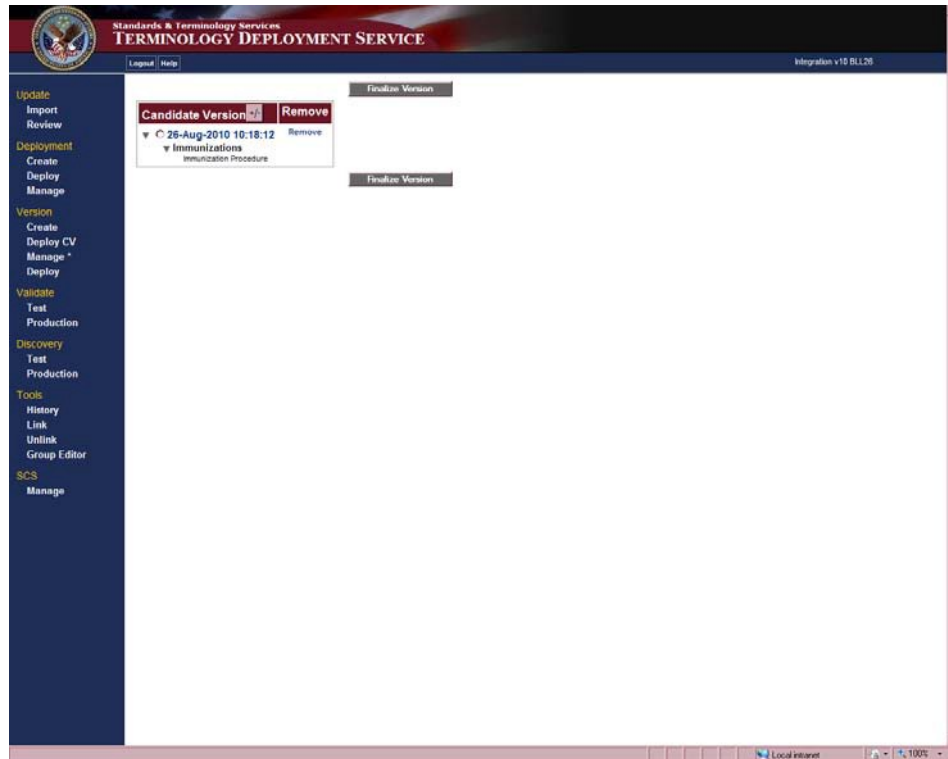 Standards & Terminology Services
TERMINOLOGY DEPLOYMENT SERVICE
Logout Help
Integration v10 BLL26
Update
Import
Review
Deployment
Create
Deploy
Manage
Version
Create
Deploy CV
Manage *
Deploy
Validate
Test
Production
Discovery
Test
Production
Tools
History
Link
Unlink
Group Editor
SCS
Manage
Finalize Version
Candidate Version +/- Remove
26-Aug-2010 10:18:12 Remove
Immunizations
Immunization Procedure
Finalize Version
Local intranet 100%